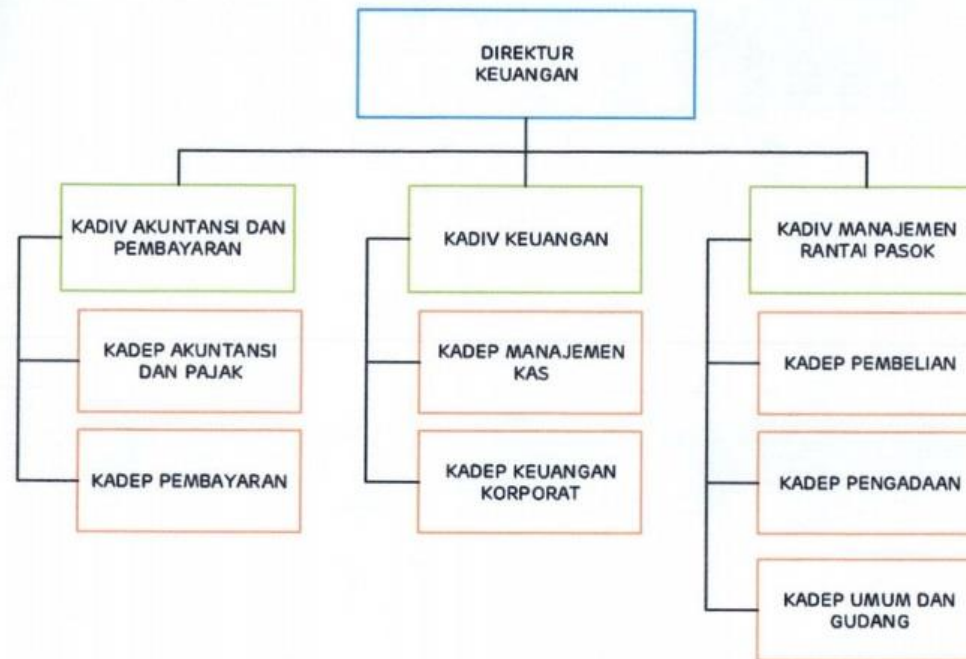 DIREKTUR
KEUANGAN
KADIV AKUNTANSI DAN
PEMBAYARAN
KADEP AKUNTANSI
DAN PAJAK
KADEP PEMBAYARAN
KADIV KEUANGAN
KADEP MANAJEMEN
KAS
KADEP KEUANGAN
KORPORAT
KADIV MANAJEMEN
RANTAI PASOK
KADEP PEMBELIAN
KADEP PENGADAAN
KADEP UMUM DAN
GUDANG